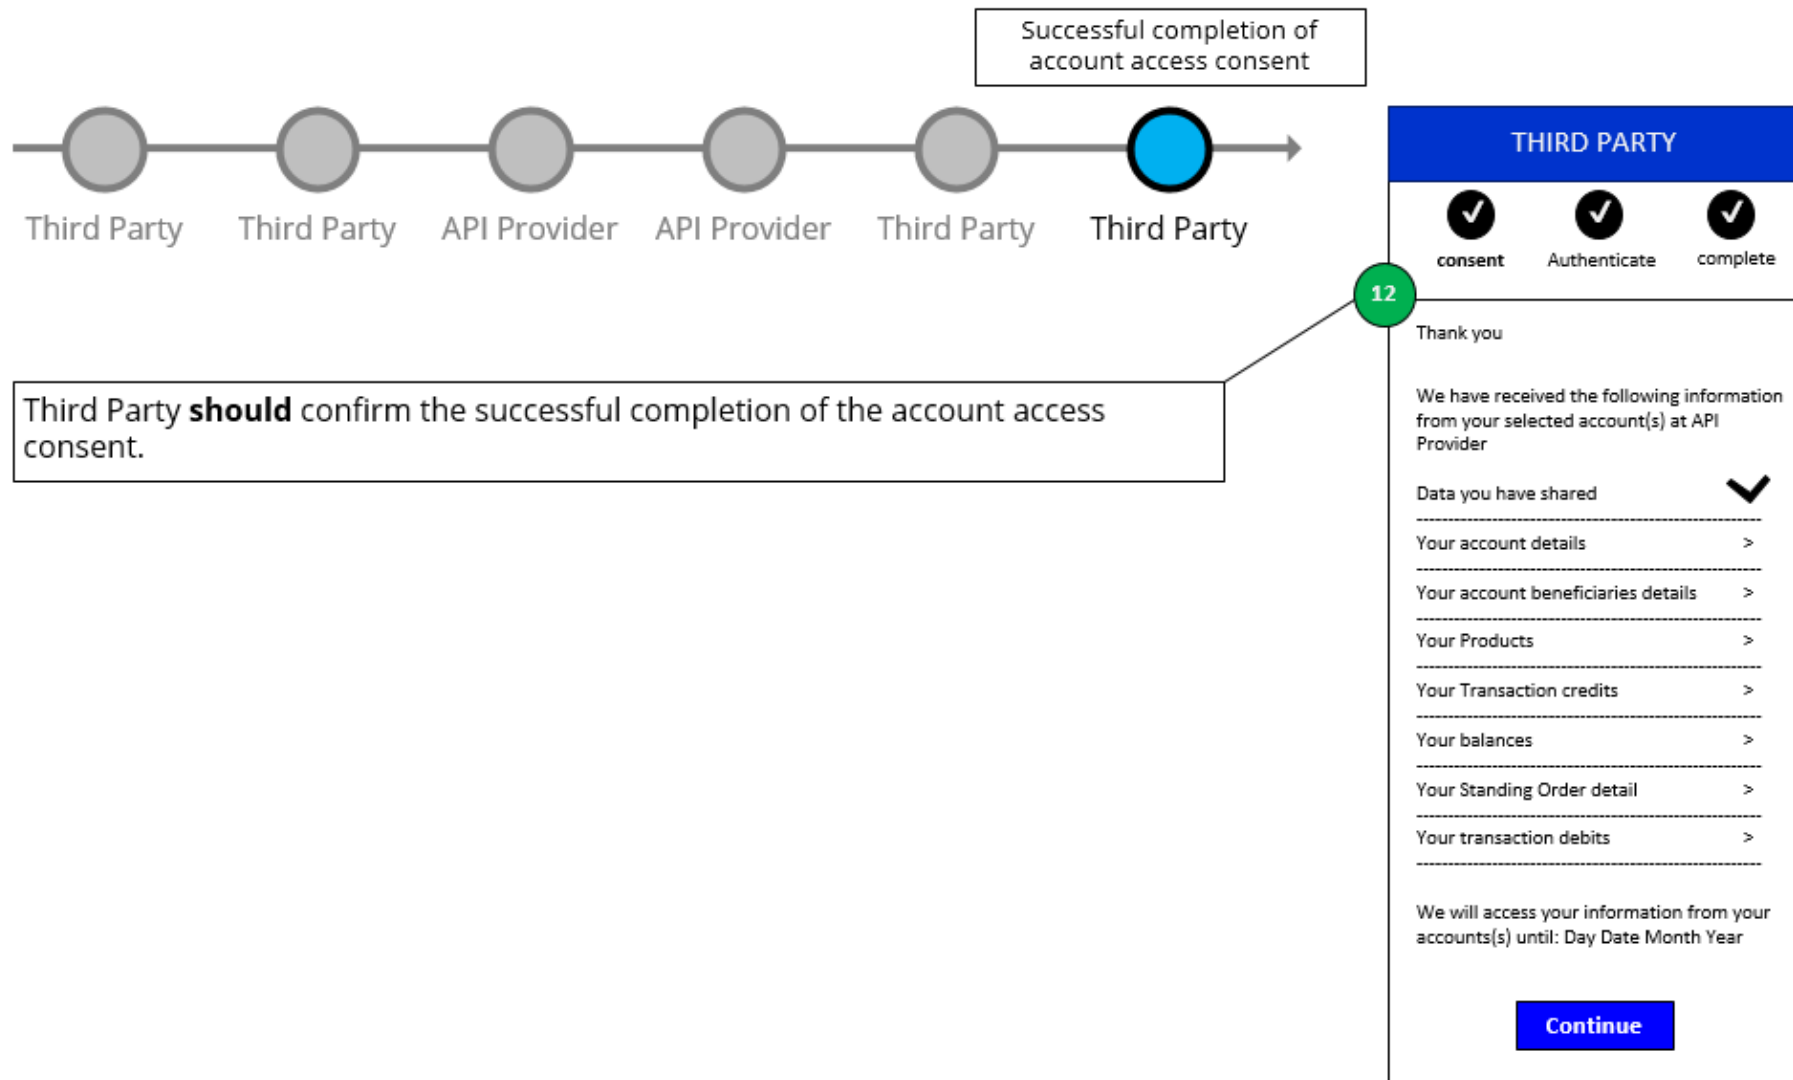 Successful completion of
account access consent
Third Party
Third Party
API Provider
API Provider
Third Party
Third Party
Third Party should confirm the successful completion of the account access
consent.
12
THIRD PARTY
consent
Authenticate
complete
Thank you
We have received the following information
from your selected account(s) at API
Provider
Data you have shared
Your account details >
Your account beneficiaries details >
Your Products >
Your Transaction credits >
Your balances >
Your Standing Order detail >
Your transaction debits >
We will access your information from your
accounts(s) until: Day Date Month Year
Continue